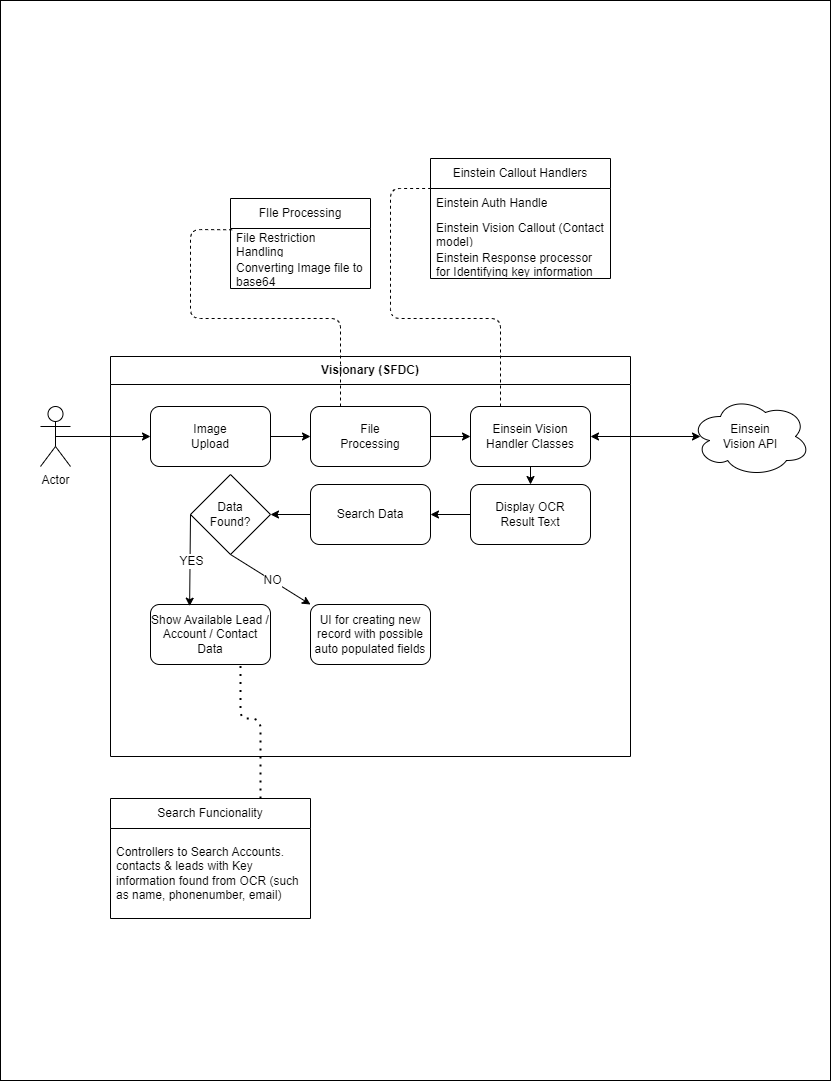 Einstein Callout Handlers
Einstein Auth Handle
Einstein Vision Callout (Contact
model)
Einstein Response processor
for Identifying key information
FIle Processing
File Restriction
Handling
Converting Image file to
base64
Visionary (SFDC)
Actor
Image
Upload
File
Processing
Einsein Vision
Handler Classes
Einsein
Vision API
Data
Found?
Search Data
Display OCR
Result Text
YES
NO
Show Available Lead /
Account / Contact
Data
UI for creating new
record with possible
auto populated fields
Search Funcionality
Controllers to Search Accounts.
contacts & leads with Key
information found from OCR (such
as name, phonenumber, email)